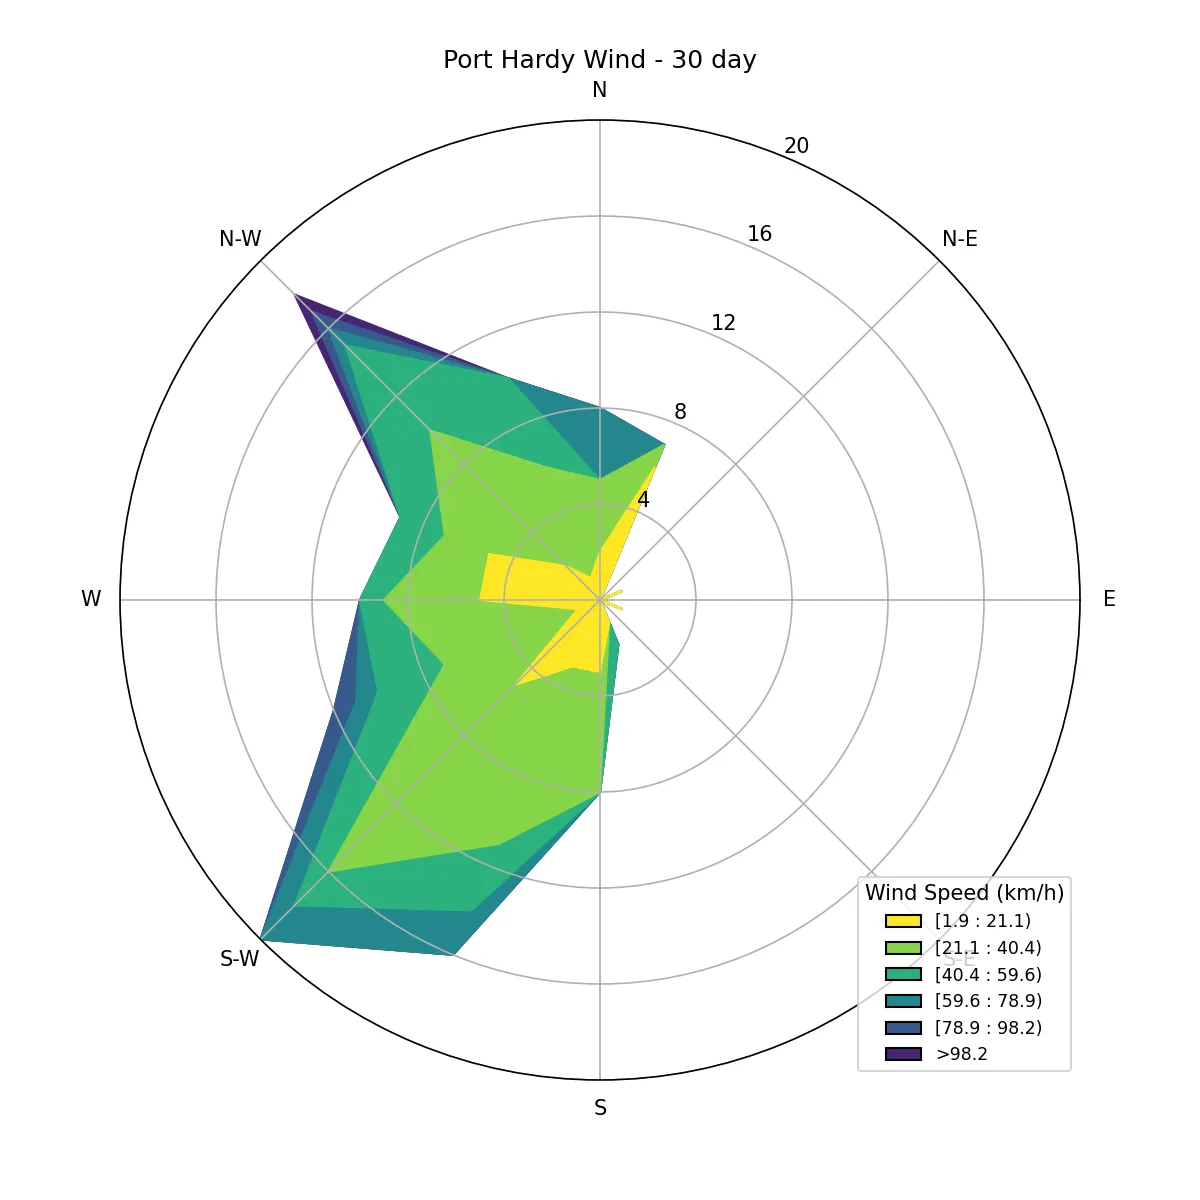 Port Hardy Wind - 30 day
N
20
N-W
N-E
16
12
8
4
W
E
S-W
S-E
S
Wind Speed (km/h)
[1.9 : 21.1)
[21.1 : 40.4)
[40.4 : 59.6)
[59.6 : 78.9)
[78.9 : 98.2)
>98.2